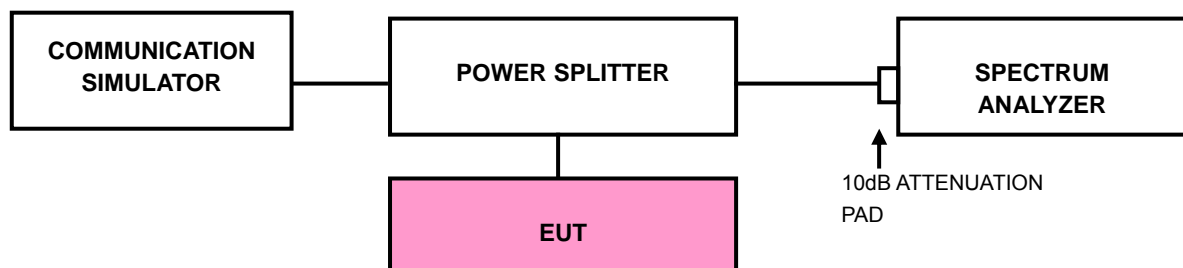 COMMUNICATION
SIMULATOR
POWER SPLITTER
SPECTRUM
ANALYZER
10dB ATTENUATION
PAD
EUT